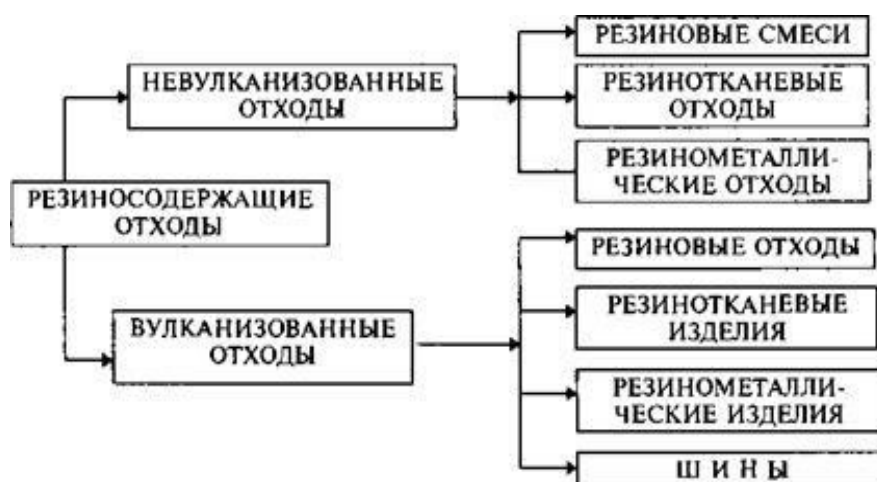 РЕЗИНОСОДЕРЖАЩИЕ
ОТХОДЫ
НЕВУЛКАНИЗОВАННЫЕ
ОТХОДЫ
РЕЗИНОВЫЕ СМЕСИ
РЕЗИНОТКАНЕВЫЕ
ОТХОДЫ
РЕЗИНОМЕТАЛЛИ-
ЧЕСКИЕ ОТХОДЫ
ВУЛКАНИЗОВАННЫЕ
ОТХОДЫ
РЕЗИНОВЫЕ ОТХОДЫ
РЕЗИНОТКАНЕВЫЕ
ИЗДЕЛИЯ
РЕЗИНОМЕТАЛЛИ-
ЧЕСКИЕ ИЗДЕЛИЯ
ШИНЫ